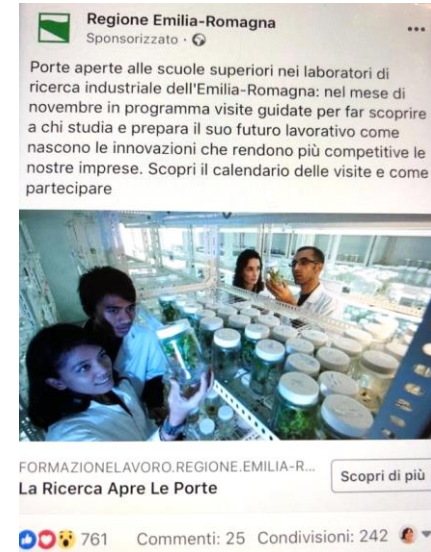 Regione Emilia-Romagna
Sponsorizzato ·
Porte aperte alle scuole superiori nei laboratori di
ricerca industriale dell'Emilia-Romagna: nel mese di
novembre in programma visite guidate per far scoprire
a chi studia e prepara il suo futuro lavorativo come
nascono le innovazioni che rendono più competitive le
nostre imprese. Scopri il calendario delle visite e come
partecipare
FORMAZIONELAVORO.REGIONE.EMILIA-R...
La Ricerca Apre Le Porte
Scopri di più
761 Commenti: 25 Condivisioni: 242